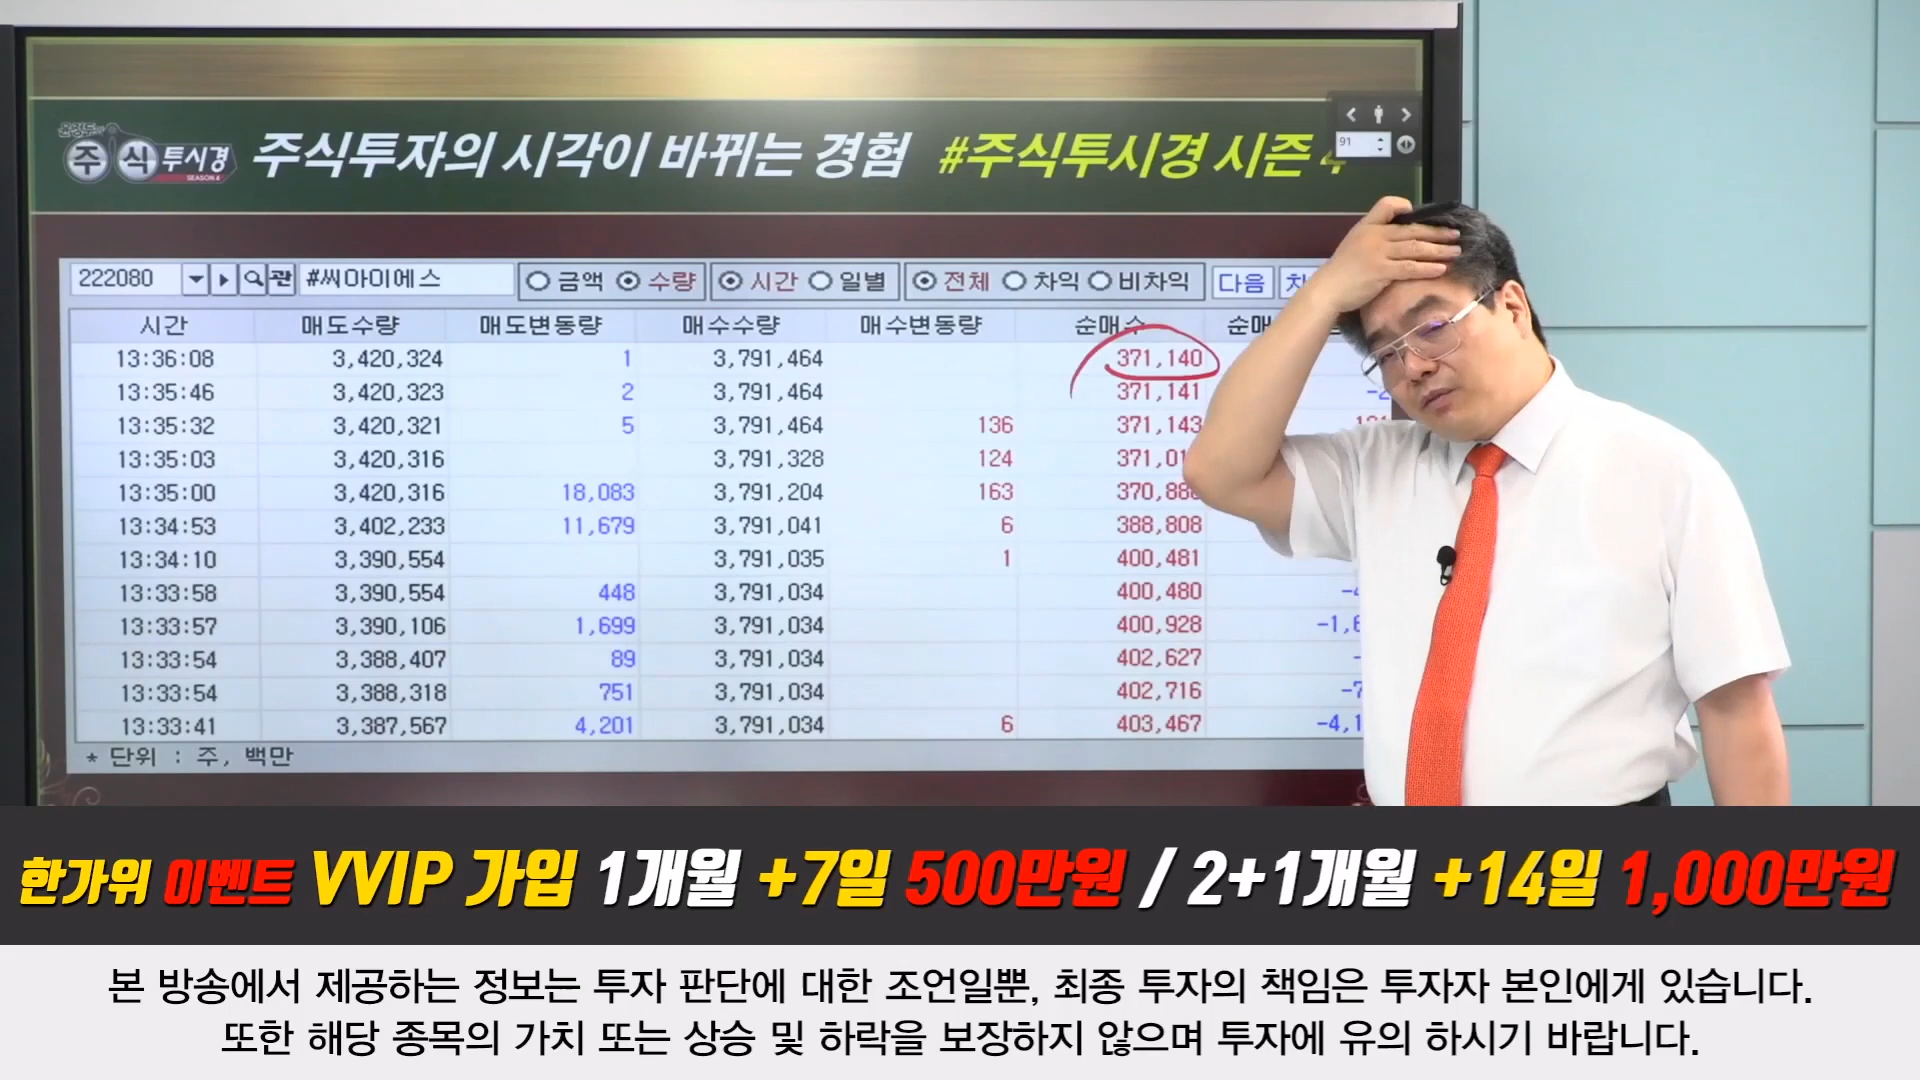 윤정두의
주식투시경
SEASON 4
주식투자의 시각이 바뀌는 경험 #주식투시경 시즌 4
91
222080 관 #씨아이에스 금액 수량 시간 일별 전체 차익 비차익 다음
시간 매도수량 매도변동량 매수수량 매수변동량 순매수
13:36:08 3,420,324 1 3,791,464 371,140
13:35:46 3,420,323 2 3,791,464 371,141
13:35:32 3,420,321 5 3,791,464 136 371,143
13:35:03 3,420,316 3,791,328 124
13:35:00 3,420,316 18,083 3,791,204 163
13:34:53 3,402,233 11,679 3,791,041 6 388,808
13:34:10 3,390,554 3,791,035 1 400,481
13:33:58 3,390,554 448 3,791,034 400,480
13:33:57 3,390,106 1,699 3,791,034 400,928
13:33:54 3,388,407 89 3,791,034 402,627
13:33:54 3,388,318 751 3,791,034 402,716
13:33:41 3,387,567 4,201 3,791,034 6 403,467
* 단위 : 주, 백만
한가위 이벤트 VVIP 가입 1개월 +7일 500만원 / 2+1개월 +14일 1,000만원
본 방송에서 제공하는 정보는 투자 판단에 대한 조언일뿐, 최종 투자의 책임은 투자자 본인에게 있습니다.
또한 해당 종목의 가치 또는 상승 및 하락을 보장하지 않으며 투자에 유의 하시기 바랍니다.